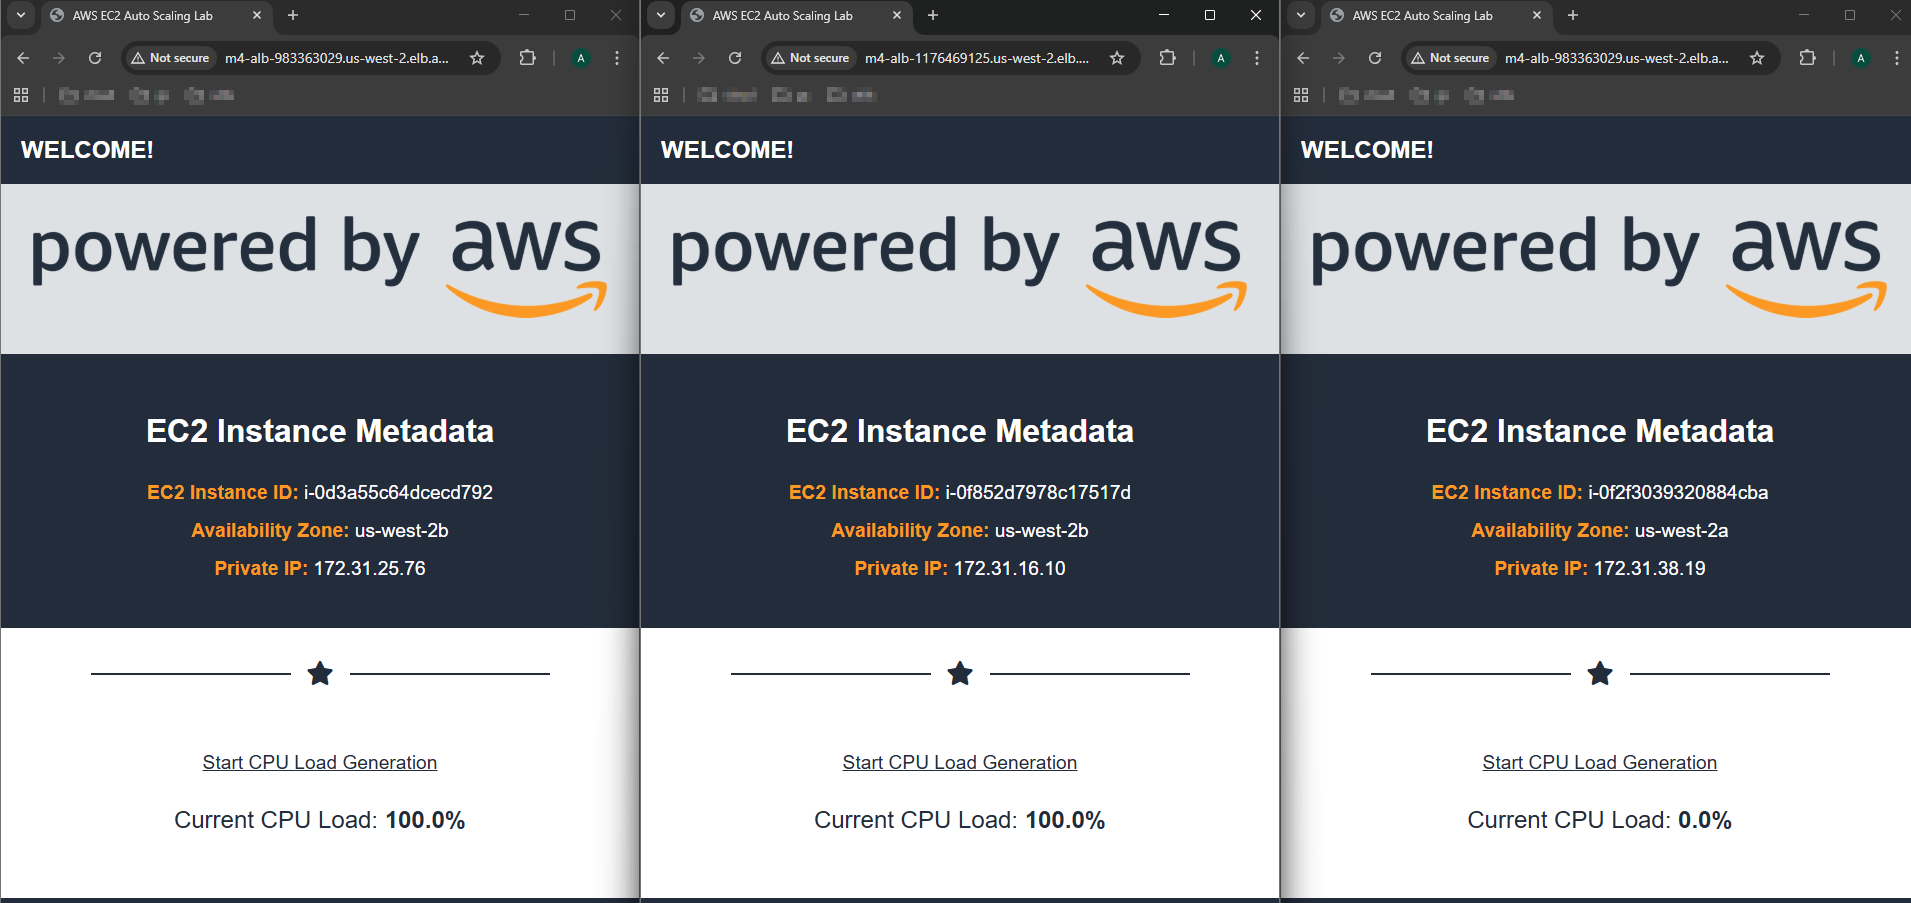 AWS EC2 Auto Scaling Lab
Not secure
m4-alb-983363029.us-west-2.elb.a...
A
WELCOME!
powered by aws
EC2 Instance Metadata
EC2 Instance ID: i-0d3a55c64dcecd792
Availability Zone: us-west-2b
Private IP: 172.31.25.76
Start CPU Load Generation
Current CPU Load: 100.0%
AWS EC2 Auto Scaling Lab
Not secure
m4-alb-1176469125.us-west-2.elb....
A
WELCOME!
powered by aws
EC2 Instance Metadata
EC2 Instance ID: i-0f852d7978c17517d
Availability Zone: us-west-2b
Private IP: 172.31.16.10
Start CPU Load Generation
Current CPU Load: 100.0%
AWS EC2 Auto Scaling Lab
Not secure
m4-alb-983363029.us-west-2.elb.a...
A
WELCOME!
powered by aws
EC2 Instance Metadata
EC2 Instance ID: i-0f2f3039320884cba
Availability Zone: us-west-2a
Private IP: 172.31.38.19
Start CPU Load Generation
Current CPU Load: 0.0%